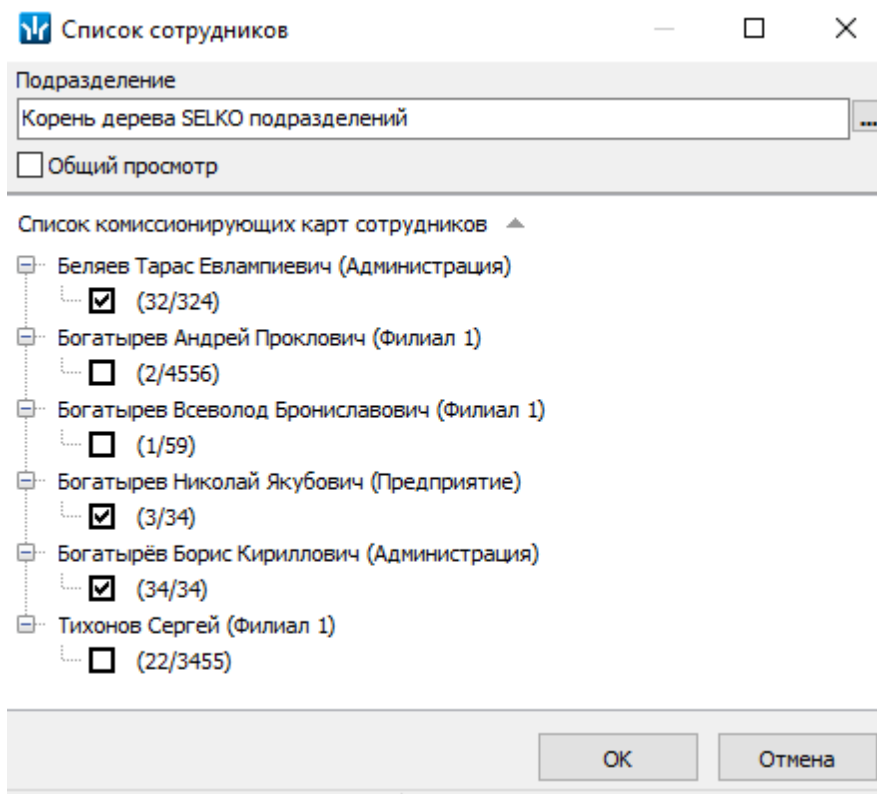 Список сотрудников
Подразделение
Корень дерева SELKO подразделений
...
Общий просмотр
Список комиссионирующих карт сотрудников
Беляев Тарас Евлампиевич (Администрация)
(32/324)
Богатырев Андрей Проклович (Филиал 1)
(2/4556)
Богатырев Всеволод Брониславович (Филиал 1)
(1/59)
Богатырев Николай Якубович (Предприятие)
(3/34)
Богатырёв Борис Кириллович (Администрация)
(34/34)
Тихонов Сергей (Филиал 1)
(22/3455)
ОК Отмена